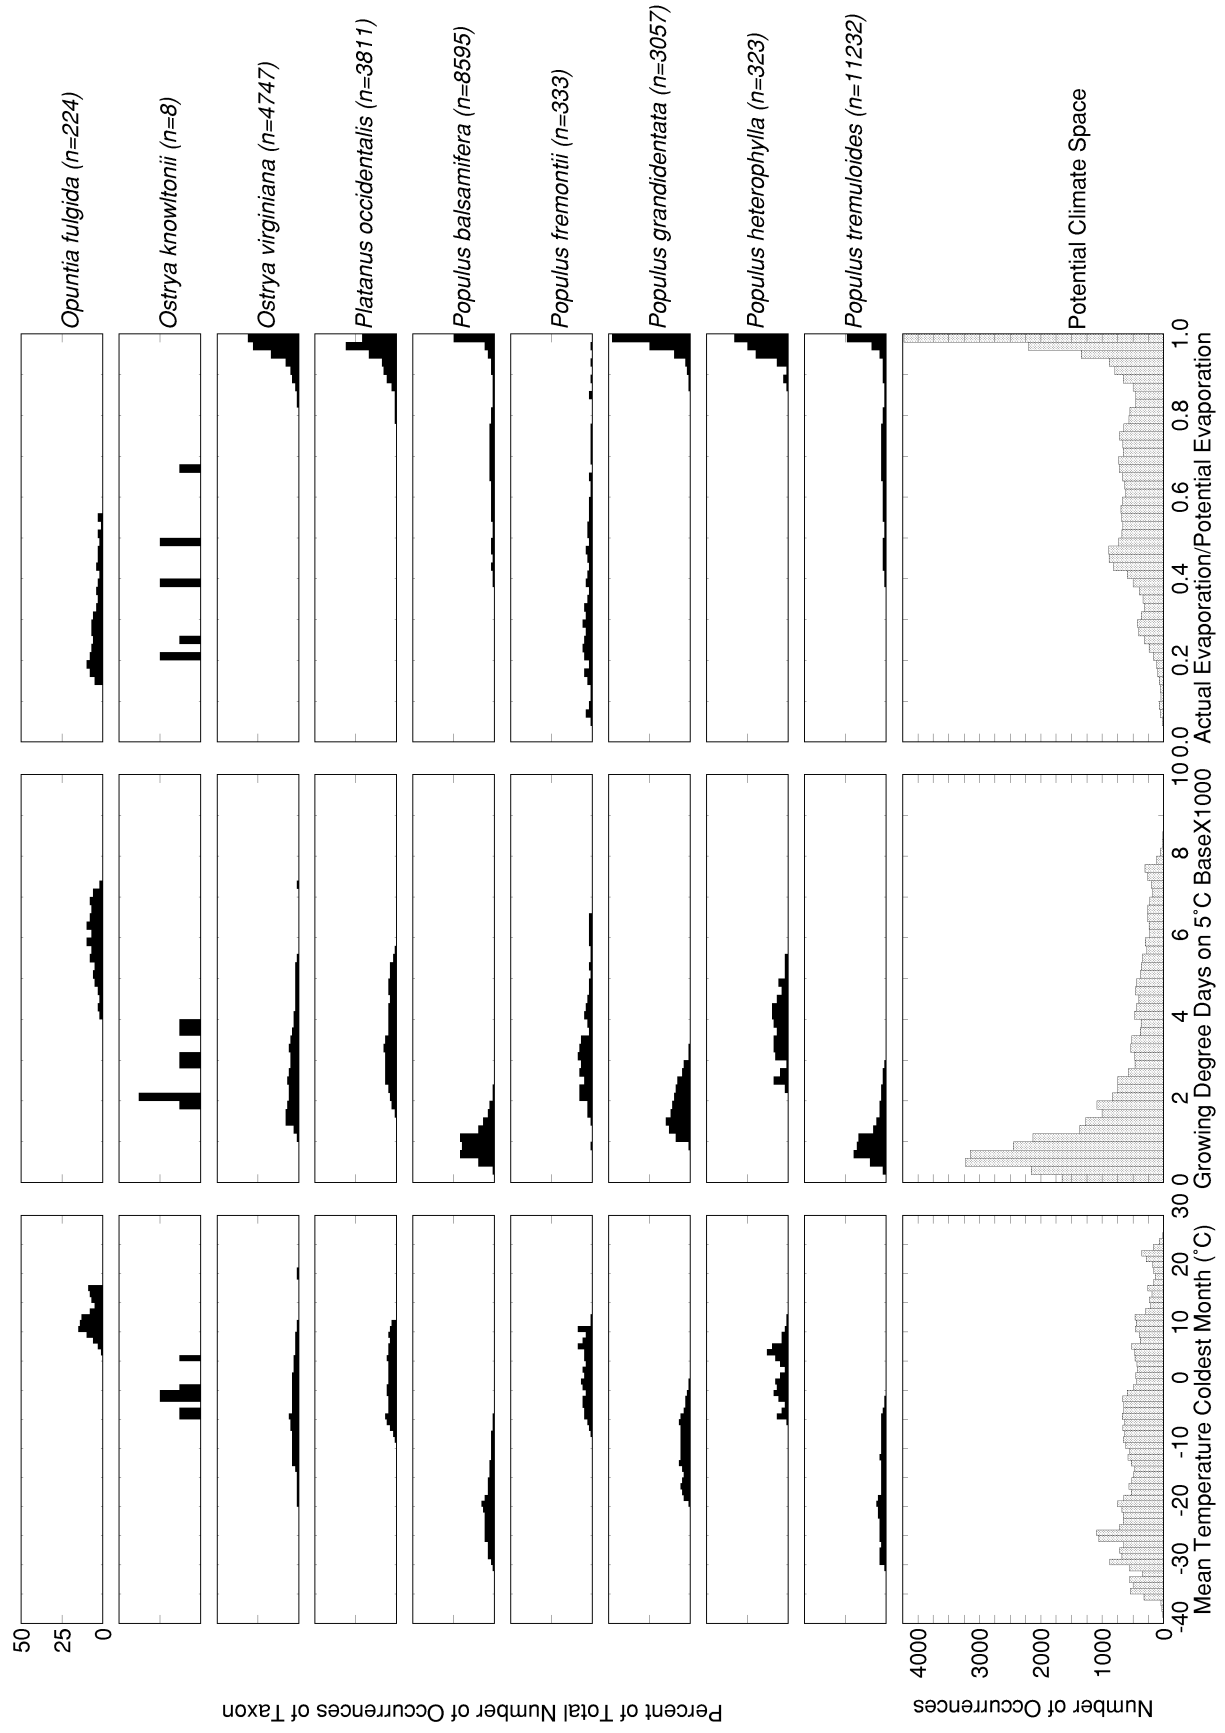 Opuntia fulgida (n=224)
Ostrya knowltonii (n=8)
Ostrya virginiana (n=4747)
Platanus occidentalis (n=3811)
Populus balsamifera (n=8595)
Populus fremontii (n=333)
Populus grandidentata (n=3057)
Populus heterophylla (n=323)
Populus tremuloides (n=11232)
Potential Climate Space
50
25
0
Percent of Total Number of Occurrences of Taxon
4000
3000
2000
1000
0
Number of Occurrences
-40 -30 -20 -10 0 10 20 30
Mean Temperature Coldest Month (˚C)
0 2 4 6 8 10
Growing Degree Days on 5˚C BaseX1000
0.0 0.2 0.4 0.6 0.8 1.0
Actual Evaporation/Potential Evaporation